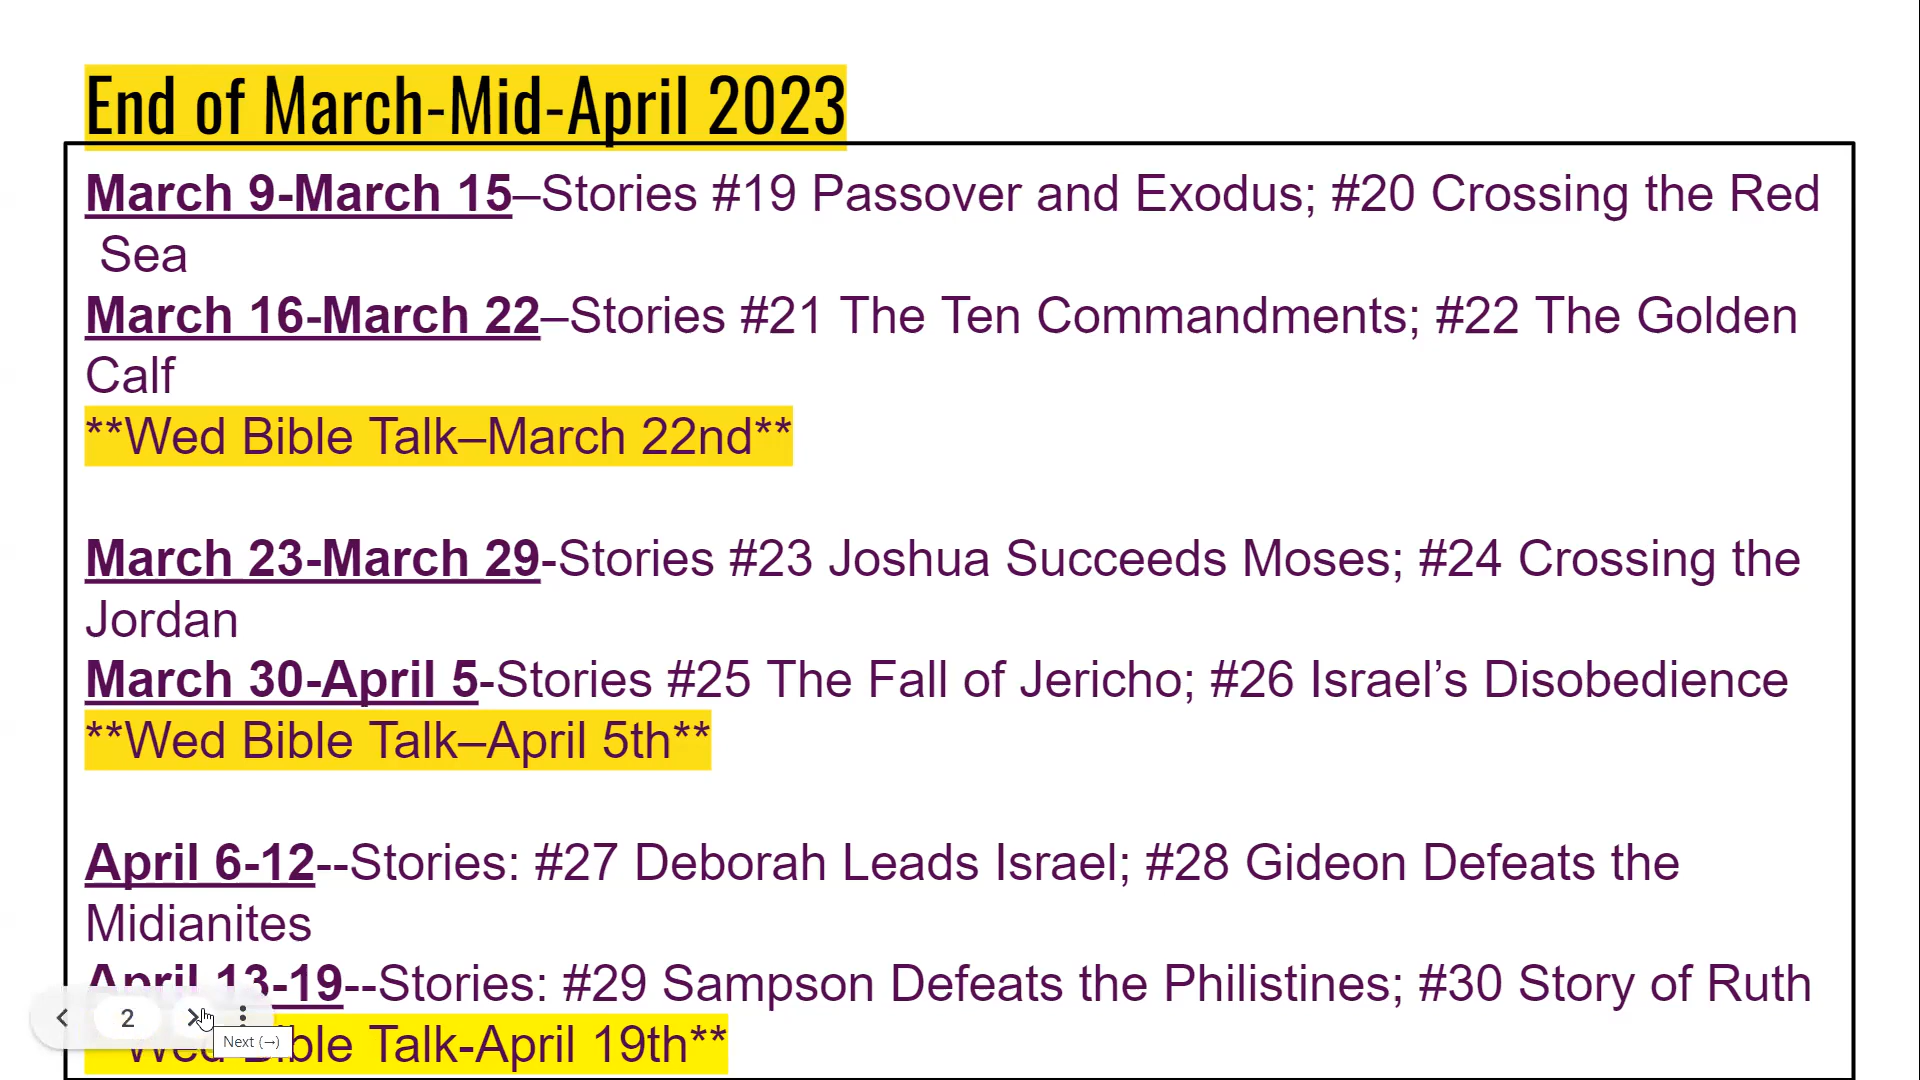 End of March-Mid-April 2023
March 9-March 15–Stories #19 Passover and Exodus; #20 Crossing the Red
Sea
March 16-March 22–Stories #21 The Ten Commandments; #22 The Golden
Calf
**Wed Bible Talk–March 22nd**
March 23-March 29-Stories #23 Joshua Succeeds Moses; #24 Crossing the
Jordan
March 30-April 5-Stories #25 The Fall of Jericho; #26 Israel’s Disobedience
**Wed Bible Talk–April 5th**
April 6-12--Stories: #27 Deborah Leads Israel; #28 Gideon Defeats the
Midianites
April 13-19--Stories: #29 Sampson Defeats the Philistines; #30 Story of Ruth
**Wed Bible Talk-April 19th**
2
Next (→)